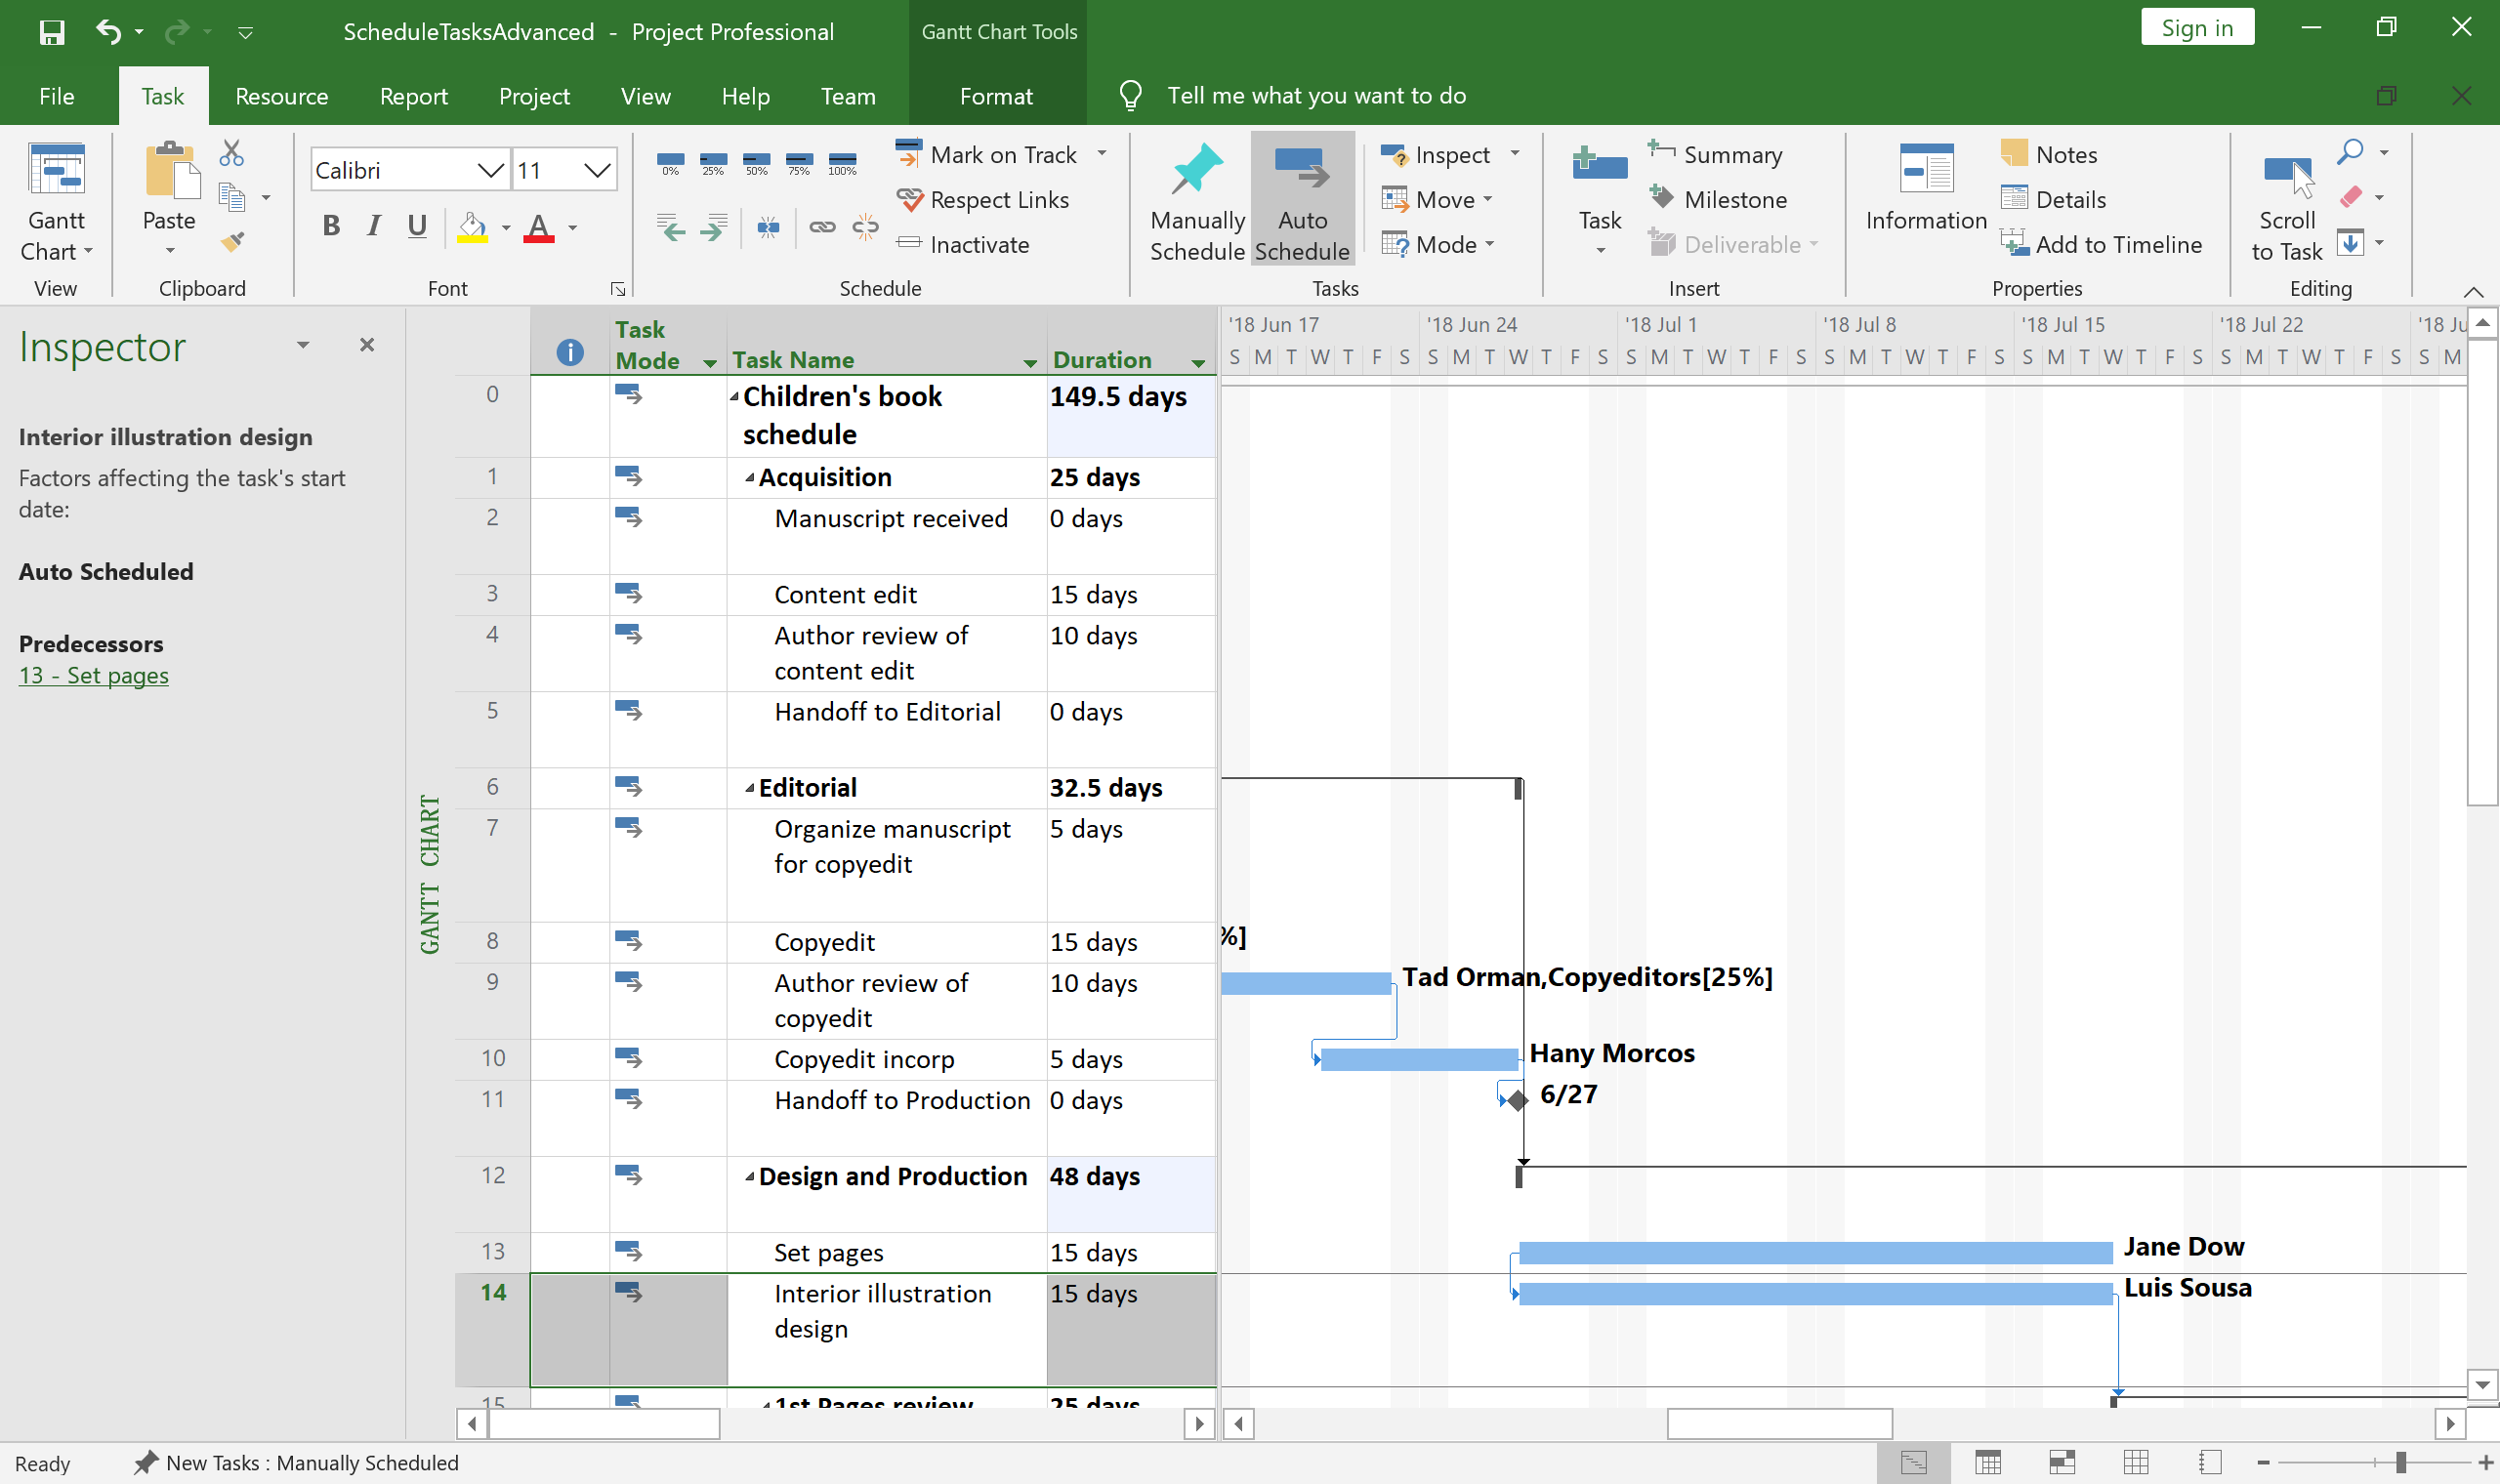 ScheduleTasksAdvanced - Project Professional
Gantt Chart Tools
Sign in
File Task Resource Report Project View Help Team Format Tell me what you want to do
Gantt Chart
View
Paste
Clipboard
Calibri 11
B I U A
Font
0% 25% 50% 75% 100%
Mark on Track
Respect Links
Inactivate
Schedule
Manually Schedule
Auto Schedule
Inspect
Move
Mode
Tasks
Task
Summary
Milestone
Deliverable
Insert
Information
Notes
Details
Add to Timeline
Properties
Scroll to Task
Editing
Inspector
Interior illustration design
Factors affecting the task's start
date:
Auto Scheduled
Predecessors
13 - Set pages
GANTT CHART
Task Mode Task Name Duration
0 Children's book schedule 149.5 days
1 Acquisition 25 days
2 Manuscript received 0 days
3 Content edit 15 days
4 Author review of content edit 10 days
5 Handoff to Editorial 0 days
6 Editorial 32.5 days
7 Organize manuscript for copyedit 5 days
8 Copyedit 15 days
9 Author review of copyedit 10 days
10 Copyedit incorp 5 days
11 Handoff to Production 0 days
12 Design and Production 48 days
13 Set pages 15 days
14 Interior illustration design 15 days
15 1st Pages review 25 days
'18 Jun 17 '18 Jun 24 '18 Jul 1 '18 Jul 8 '18 Jul 15 '18 Jul 22 '18 Ju
S M T W T F S S M T W T F S S M T W T F S S M T W T F S S M T W T F S S M T W T F S S M
%]
Tad Orman,Copyeditors[25%]
Hany Morcos
6/27
Jane Dow
Luis Sousa
Ready New Tasks : Manually Scheduled